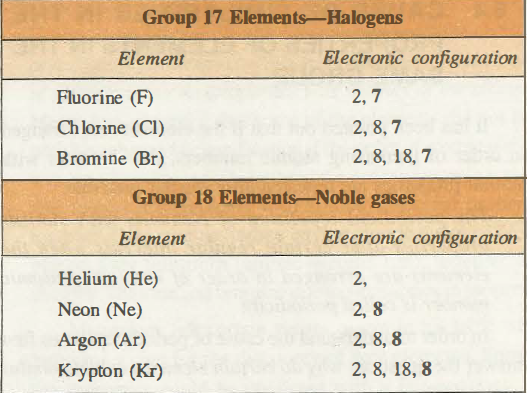 Group 17 Elements—Halogens
Element Electronic configuration
Fluorine (F) 2, 7
Chlorine (Cl) 2, 8, 7
Bromine (Br) 2, 8, 18, 7
Group 18 Elements—Noble gases
Element Electronic configuration
Helium (He) 2,
Neon (Ne) 2, 8
Argon (Ar) 2, 8, 8
Krypton (Kr) 2, 8, 18, 8